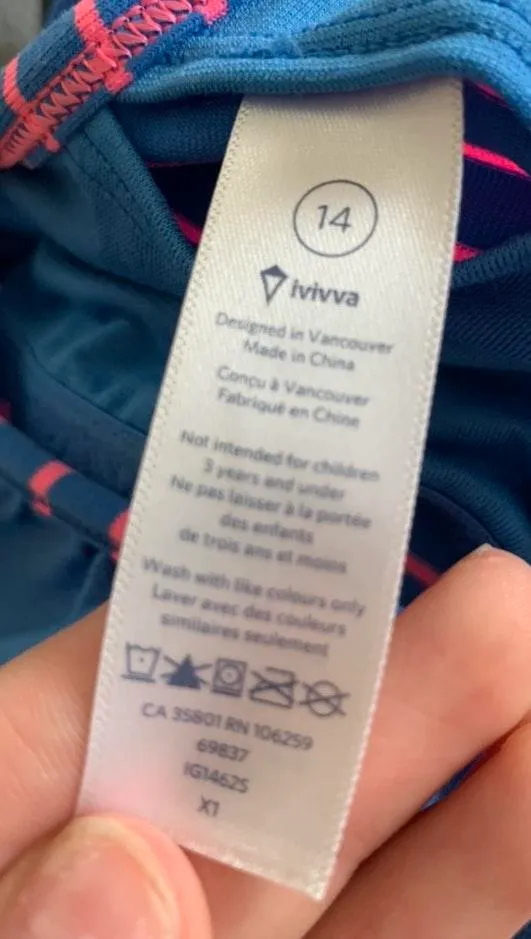 14
ivivva
Designed in Vancouver
Made in China
Conçu à Vancouver
Fabriqué en Chine
Not intended for children
3 years and under
Ne pas laisser à la portée
des enfants
de trois ans et moins
Wash with like colours only
Laver avec des couleurs
similaires seulement
CA 35801 RN 106259
69837
IG1462S
X1